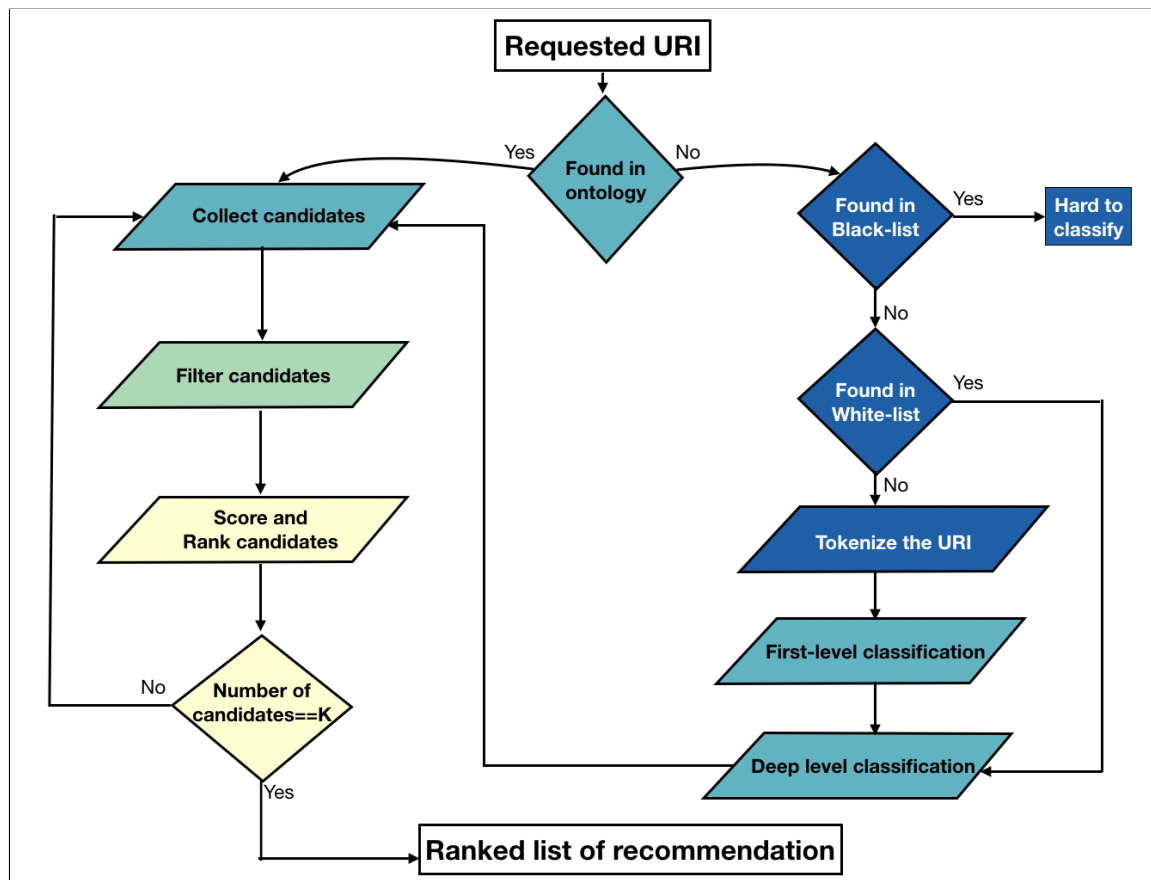 Requested URI
Yes
Found in
ontology
No
Collect candidates
Found in
Black-list
Yes
Hard to
classify
No
Filter candidates
Found in
White-list
Yes
No
Score and
Rank candidates
Tokenize the URI
First-level classification
No
Number of
candidates==K
Deep level classification
Yes
Ranked list of recommendation